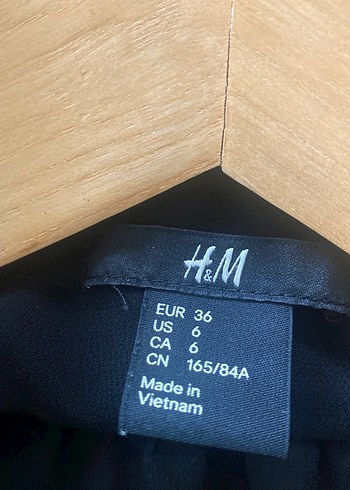 H&M
EUR 36
US 6
CA 6
CN 165/84A
Made in
Vietnam